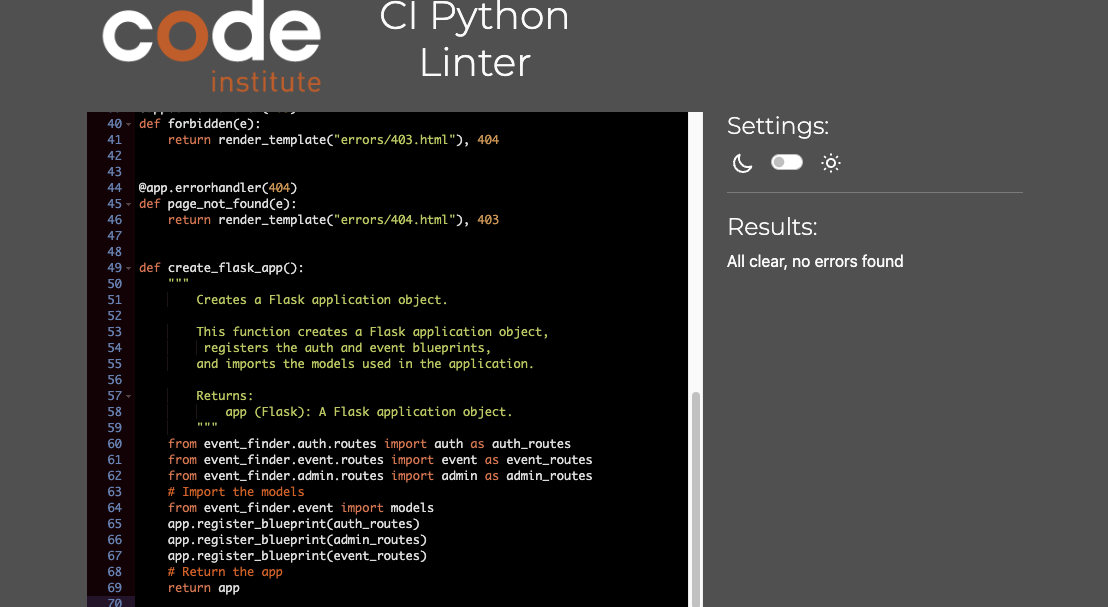 code
institute
CI Python
Linter
40 def forbidden(e):
41     return render_template("errors/403.html"), 404
42
43
44 @app.errorhandler(404)
45 def page_not_found(e):
46     return render_template("errors/404.html"), 403
47
48
49 def create_flask_app():
50     """
51         Creates a Flask application object.
52
53         This function creates a Flask application object,
54          registers the auth and event blueprints,
55         and imports the models used in the application.
56
57         Returns:
58             app (Flask): A Flask application object.
59         """
60     from event_finder.auth.routes import auth as auth_routes
61     from event_finder.event.routes import event as event_routes
62     from event_finder.admin.routes import admin as admin_routes
63     # Import the models
64     from event_finder.event import models
65     app.register_blueprint(auth_routes)
66     app.register_blueprint(admin_routes)
67     app.register_blueprint(event_routes)
68     # Return the app
69     return app
70
Settings:
Results:
All clear, no errors found